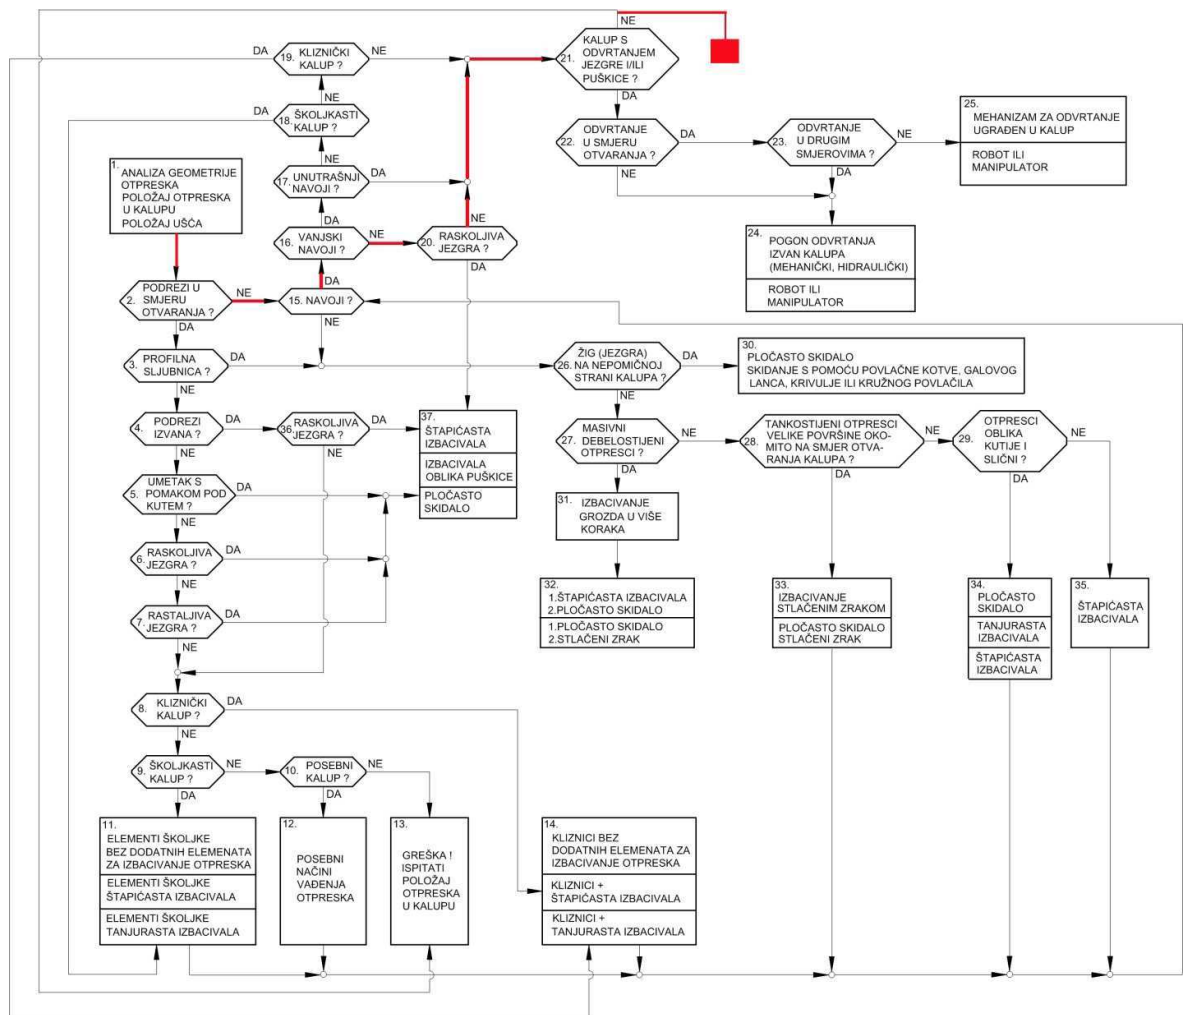 NE
DA
19.
KLIZNIČKI
KALUP ?
NE
21.
KALUP S
ODVRTANJEM
JEZGRE I/ILI
PUŠKICE ?
NE
DA
DA
18.
ŠKOLJKASTI
KALUP ?
22.
ODVRTANJE
U SMJERU
OTVARANJA ?
DA
NE
23.
ODVRTANJE
U DRUGIM
SMJEROVIMA ?
NE
DA
25.
MEHANIZAM ZA ODVRTANJE
UGRAĐEN U KALUP
ROBOT ILI
MANIPULATOR
NE
1.
ANALIZA GEOMETRIJE
OTPRESKA
POLOŽAJ OTPRESKA
U KALUPU
POLOŽAJ UŠĆA
17.
UNUTRAŠNJI
NAVOJI ?
DA
DA
16.
VANJSKI
NAVOJI ?
NE
NE
20.
RASKOLJIVA
JEZGRA ?
DA
24.
POGON ODVRTANJA
IZVAN KALUPA
(MEHANIČKI, HIDRAULIČKI)
ROBOT ILI
MANIPULATOR
DA
2.
PODREZI U
SMJERU
OTVARANJA ?
NE
DA
15. NAVOJI ?
NE
3.
PROFILNA
SLJUBNICA ?
DA
NE
26.
ŽIG (JEZGRA)
NA NEPOMIČNOJ
STRANI KALUPA ?
DA
NE
30.
PLOČASTO SKIDALO
SKIDANJE S POMOĆU POVLAČNE KOTVE, GALOVOG
LANCA, KRIVULJE ILI KRUŽNOG POVLAČILA
4.
PODREZI
IZVANA ?
DA
NE
36.
RASKOLJIVA
JEZGRA ?
DA
NE
37.
ŠTAPIĆASTA
IZBACIVALA
IZBACIVALA
OBLIKA PUŠKICE
PLOČASTO
SKIDALO
27.
MASIVNI
DEBELOSTIJENI
OTPRESCI ?
NE
DA
28.
TANKOSTIJENI OTPRESCI
VELIKE POVRŠINE OKO-
MITO NA SMJER OTVA-
RANJA KALUPA ?
NE
DA
29.
OTPRESCI
OBLIKA
KUTIJE I
SLIČNI ?
NE
DA
5.
UMETAK S
POMAKOM POD
KUTEM ?
DA
NE
31.
IZBACIVANJE
GROZDA U VIŠE
KORAKA
6.
RASKOLJIVA
JEZGRA ?
DA
NE
32.
1.ŠTAPIĆASTA IZBACIVALA
2.PLOČASTO SKIDALO
1.PLOČASTO SKIDALO
2.STLAČENI ZRAK
33.
IZBACIVANJE
STLAČENIM ZRAKOM
PLOČASTO SKIDALO
STLAČENI ZRAK
34.
PLOČASTO
SKIDALO
TANJURASTA
IZBACIVALA
ŠTAPIĆASTA
IZBACIVALA
35.
ŠTAPIĆASTA
IZBACIVALA
7.
RASTALJIVA
JEZGRA ?
DA
NE
8.
KLIZNIČKI
KALUP ?
DA
NE
9.
ŠKOLJKASTI
KALUP ?
NE
DA
10.
POSEBNI
KALUP ?
NE
DA
11.
ELEMENTI ŠKOLJKE
BEZ DODATNIH ELEMENATA
ZA IZBACIVANJE OTPRESKA
ELEMENTI ŠKOLJKE
ŠTAPIĆASTA IZBACIVALA
ELEMENTI ŠKOLJKE
TANJURASTA IZBACIVALA
12.
POSEBNI
NAČINI
VAĐENJA
OTPRESKA
13.
GREŠKA !
ISPITATI
POLOŽAJ
OTPRESKA
U KALUPU
14.
KLIZNICI BEZ
DODATNIH ELEMENATA ZA
IZBACIVANJE OTPRESKA
KLIZNICI +
ŠTAPIĆASTA IZBACIVALA
KLIZNICI +
TANJURASTA IZBACIVALA